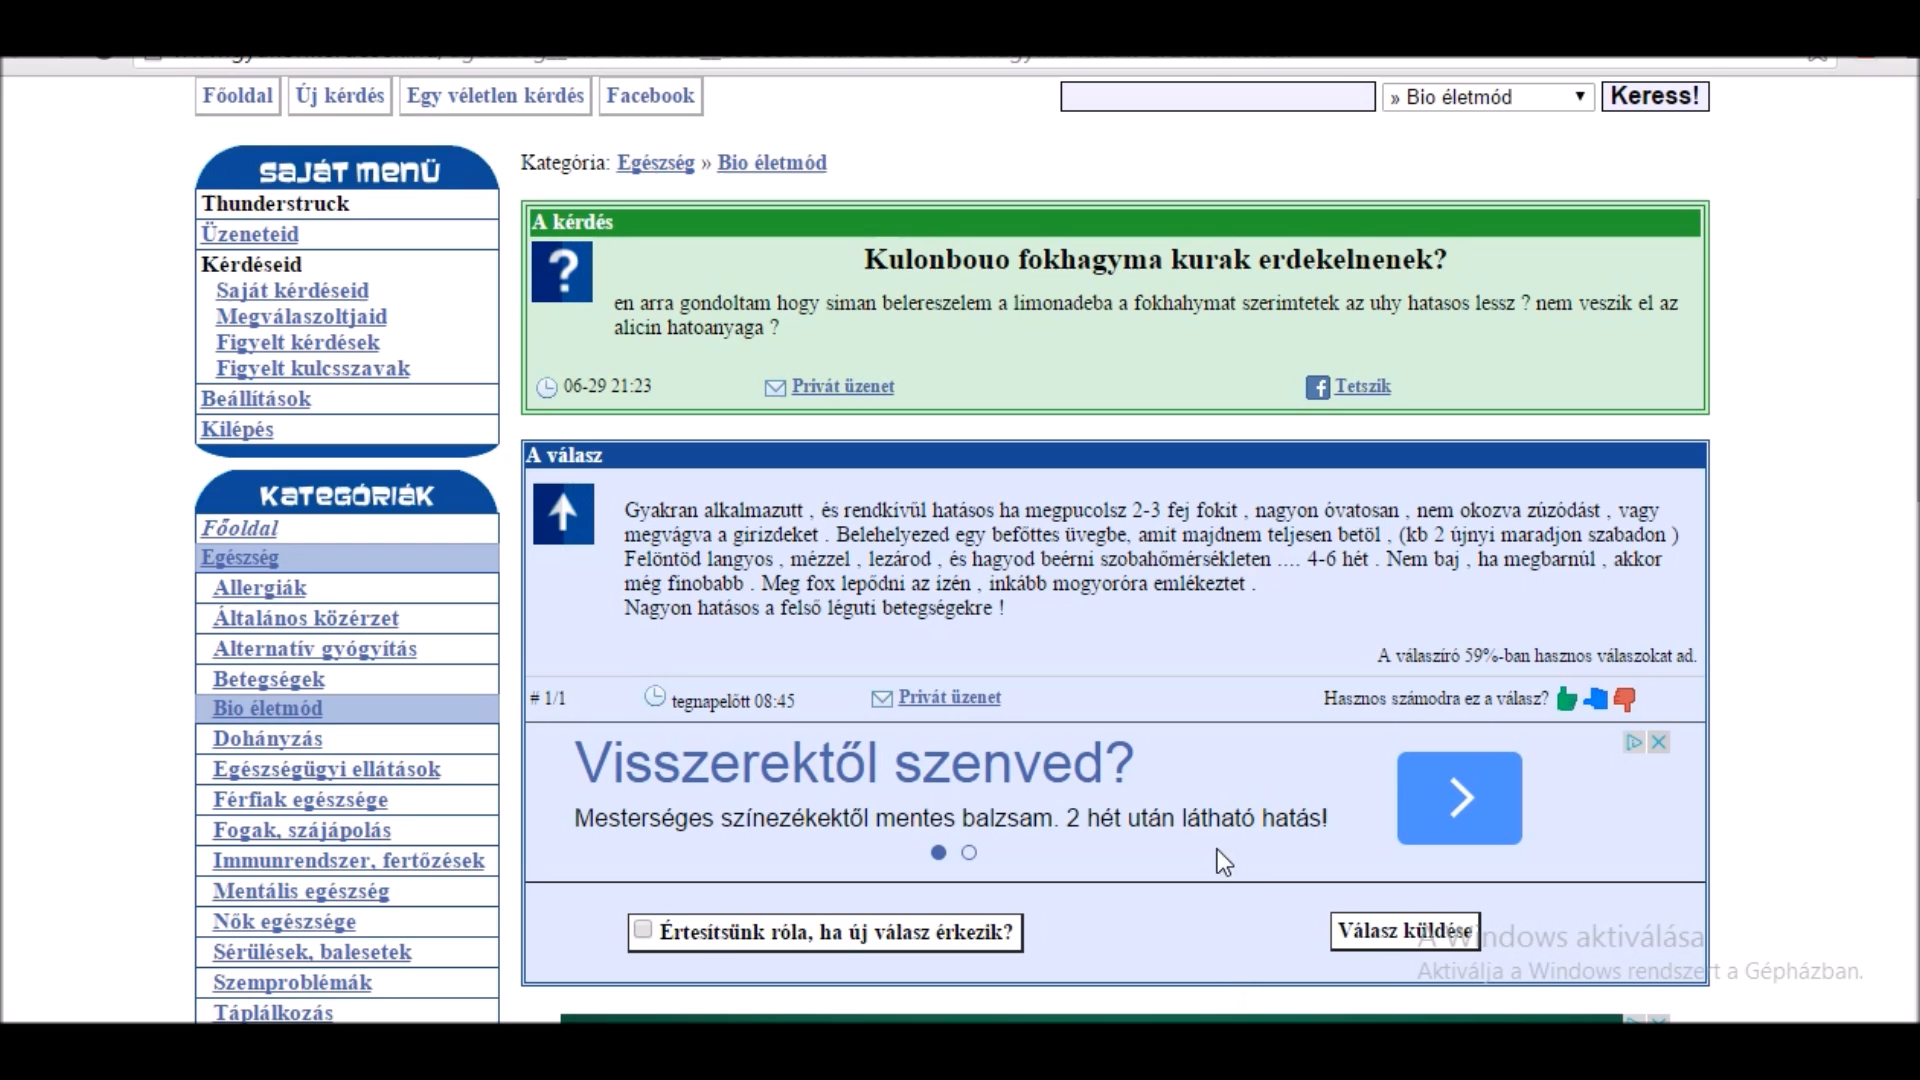 Főoldal Új kérdés Egy véletlen kérdés Facebook
» Bio életmód Keress!
saját menü
Thunderstruck
Üzeneteid
Kérdéseid
Saját kérdéseid
Megválaszoltjaid
Figyelt kérdések
Figyelt kulcsszavak
Beállítások
Kilépés
kategóriák
Főoldal
Egészség
Allergiák
Általános közérzet
Alternatív gyógyítás
Betegségek
Bio életmód
Dohányzás
Egészségügyi ellátások
Férfiak egészsége
Fogak, szájápolás
Immunrendszer, fertőzések
Mentális egészség
Nők egészsége
Sérülések, balesetek
Szemproblémák
Táplálkozás
Kategória: Egészség » Bio életmód
A kérdés
Kulonbouo fokhagyma kurak erdekelnenek?
en arra gondoltam hogy siman belereszelem a limonadeba a fokhahymat szerimtetek az uhy hatasos lessz ? nem veszik el az
alicin hatoanyaga ?
06-29 21:23 Privát üzenet Tetszik
A válasz
Gyakran alkalmazutt , és rendkívül hatásos ha megpucolsz 2-3 fej fokit , nagyon óvatosan , nem okozva zúzódást , vagy
megvágva a girizdeket . Belehelyezed egy befőttes üvegbe, amit majdnem teljesen betöl , (kb 2 újnyi maradjon szabadon )
Felöntöd langyos , mézzel , lezárod , és hagyod beérni szobahőmérsékleten .... 4-6 hét . Nem baj , ha megbarnúl , akkor
még finobabb . Meg fox lepődni az ízén , inkább mogyoróra emlékeztet .
Nagyon hatásos a felső léguti betegségekre !
A válaszíró 59%-ban hasznos válaszokat ad.
# 1/1 tegnapelőtt 08:45 Privát üzenet Hasznos számodra ez a válasz?
Visszerektől szenved?
Mesterséges színezékektől mentes balzsam. 2 hét után látható hatás!
Értesítsünk róla, ha új válasz érkezik? Válasz küldése
A Windows aktiválása
Aktiválja a Windows rendszert a Gépházban.